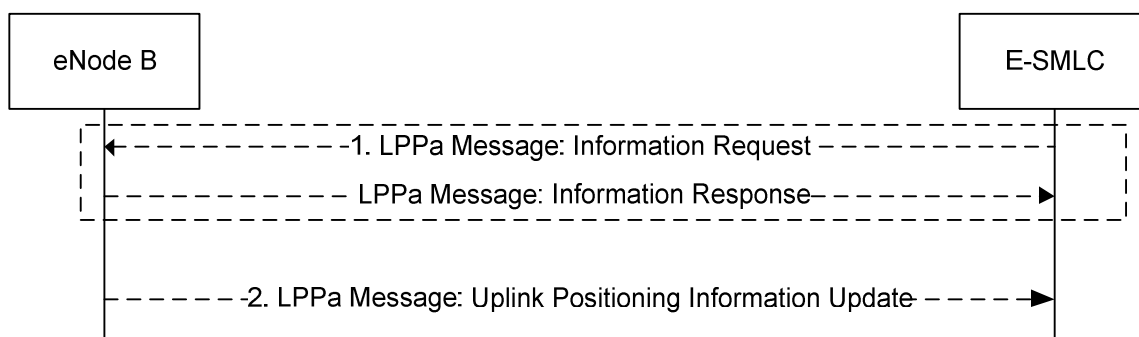 eNode B
E-SMLC
1. LPPa Message: Information Request
LPPa Message: Information Response
2. LPPa Message: Uplink Positioning Information Update